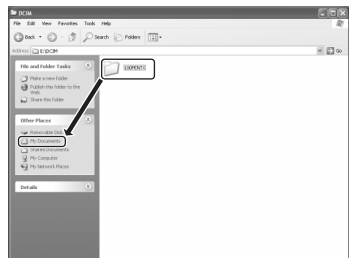 DCIM
File Edit View Favorites Tools Help
Back Search Folders
Address E:\DCIM Go
File and Folder Tasks
Make a new folder
Publish this folder to the
Web
Share this folder
100PENTX
Other Places
Removable Disk
My Documents
Shared Documents
My Computer
My Network Places
Details